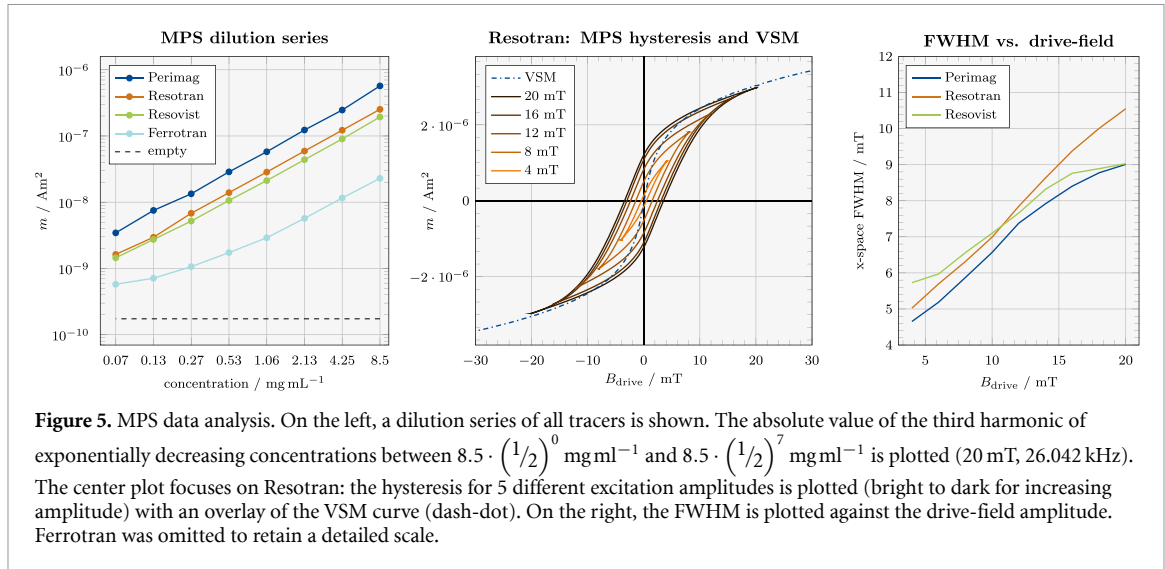 MPS dilution series
Perimag
Resotran
Resovist
Ferrotran
empty
10⁻⁶
10⁻⁷
10⁻⁸
10⁻⁹
10⁻¹⁰
m / Am²
0.07 0.13 0.27 0.53 1.06 2.13 4.25 8.5
concentration / mg mL⁻¹
Resotran: MPS hysteresis and VSM
VSM
20 mT
16 mT
12 mT
8 mT
4 mT
2·10⁻⁶
0
−2·10⁻⁶
m / Am²
−30 −20 −10 0 10 20 30
B_drive / mT
FWHM vs. drive-field
Perimag
Resotran
Resovist
12
11
10
9
8
7
6
5
4
x-space FWHM / mT
5 10 15 20
B_drive / mT
Figure 5. MPS data analysis. On the left, a dilution series of all tracers is shown. The absolute value of the third harmonic of
exponentially decreasing concentrations between 8.5 · (1/2)⁰ mg ml⁻¹ and 8.5 · (1/2)⁷ mg ml⁻¹ is plotted (20 mT, 26.042 kHz).
The center plot focuses on Resotran: the hysteresis for 5 different excitation amplitudes is plotted (bright to dark for increasing
amplitude) with an overlay of the VSM curve (dash-dot). On the right, the FWHM is plotted against the drive-field amplitude.
Ferrotran was omitted to retain a detailed scale.